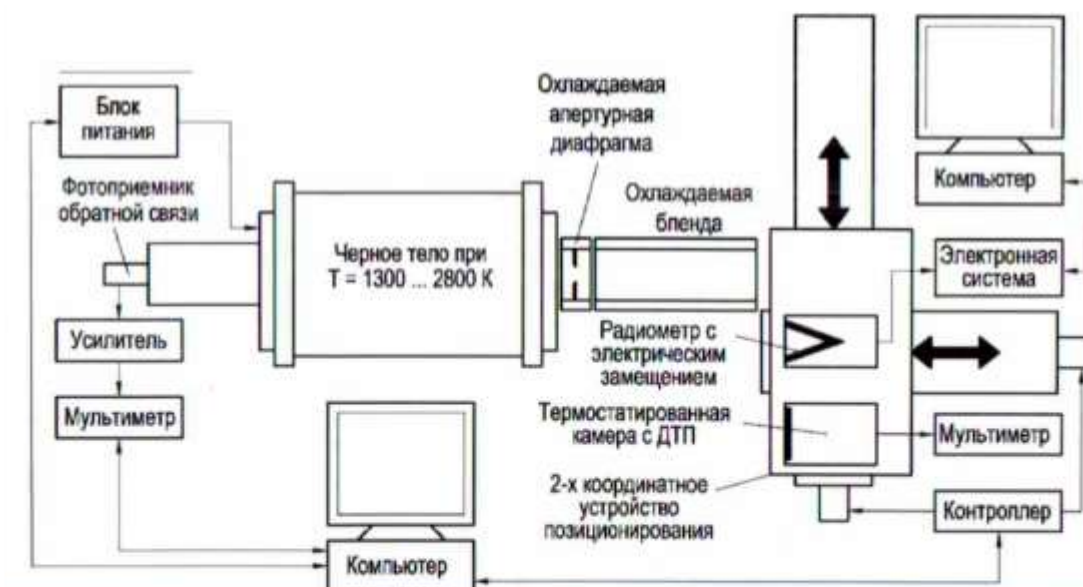 Блок
питания
Фотоприемник
обратной связи
Усилитель
Мультиметр
Черное тело при
T = 1300 ... 2800 K
Охлаждаемая
апертурная
диафрагма
Охлаждаемая
бленда
Компьютер
Электронная
система
Радиометр с
электрическим
замещением
Термостатированная
камера с ДТП
Мультиметр
2-х координатное
устройство
позиционирования
Контроллер
Компьютер